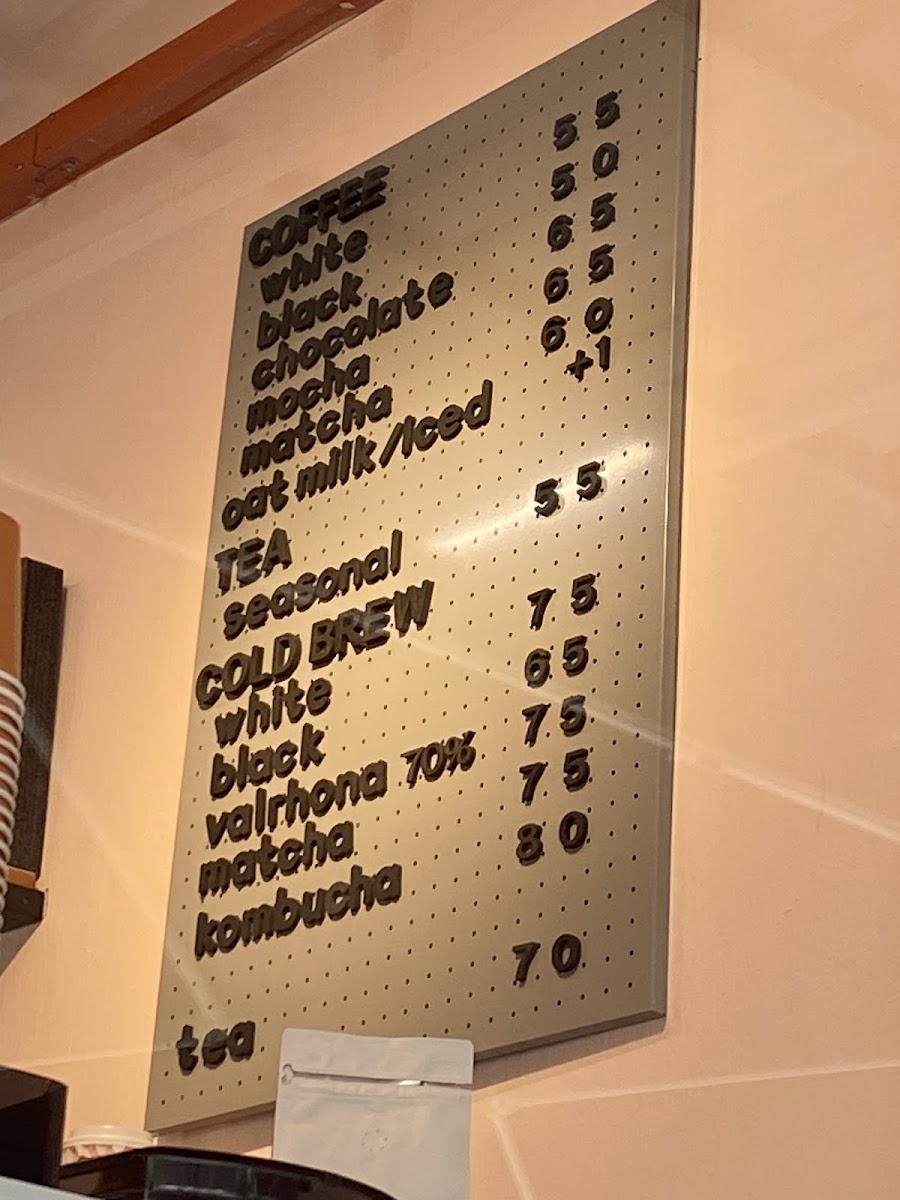 COFFEE
white 5 5
black 5 0
chocolate 6 5
mocha 6 5
matcha 6 0
oat milk/iced +1
TEA
seasonal 5 5
COLD BREW
white 7 5
black 6 5
valrhona 70% 7 5
matcha 7 5
kombucha 8 0
tea 7 0